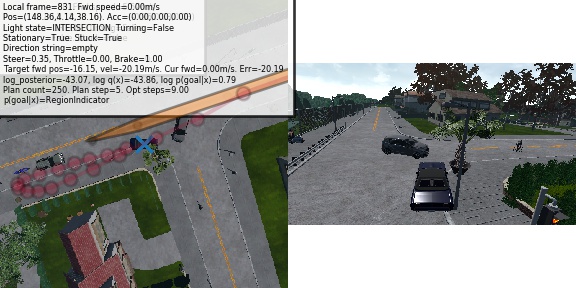 Local frame=831. Fwd speed=0.00m/s
Pos=(148.36,4.14,38.16). Acc=(0.00,0.00,0.00)
Light state=INTERSECTION, Turning=False
Stationary=True. Stuck=True
Direction string=empty
Steer=0.35, Throttle=0.00, Brake=1.00
Target fwd pos=-16.15, vel=-20.19m/s. Cur fwd=0.00m/s. Err=-20.19
log_posterior=-43.07, log q(x)=-43.86, log p(goal|x)=0.79
Plan count=250. Plan step=5. Opt steps=9.00
p(goal|x)=RegionIndicator